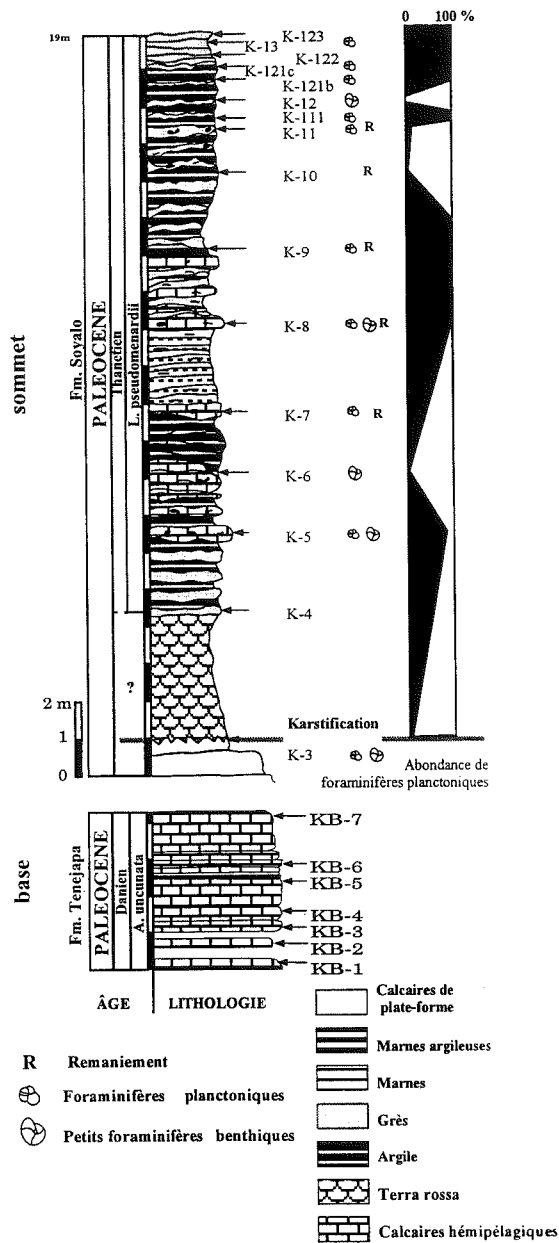 0 100 %
19m
K-123
K-13
K-122
K-121c
K-121b
K-12
K-111
K-11 R
K-10 R
K-9 R
K-8 R
K-7 R
K-6
K-5
K-4
sommet
Fm. Soyalo
PALEOCENE
Thanetien
L. pseudomenardii
?
2 m
1
0
Karstification
K-3
Abondance de
foraminifères planctoniques
base
Fm. Tenejapa
PALEOCENE
Danien
A. uncunata
KB-7
KB-6
KB-5
KB-4
KB-3
KB-2
KB-1
ÂGE LITHOLOGIE
Calcaires de
plate-forme
Marnes argileuses
Marnes
Grès
Argile
Terra rossa
Calcaires hémipélagiques
R Remaniement
Foraminifères planctoniques
Petits foraminifères benthiques